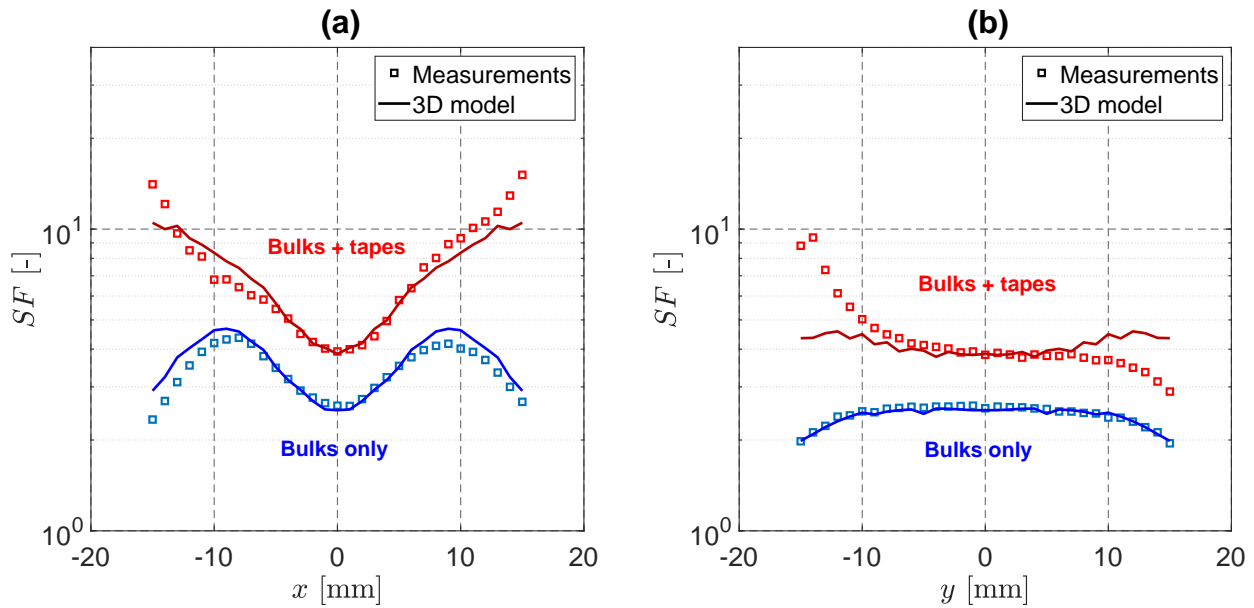 (a)
Measurements
3D model
Bulks + tapes
Bulks only
SF [-]
10^1
10^0
-20
-10
0
10
20
x [mm]
(b)
Measurements
3D model
Bulks + tapes
Bulks only
SF [-]
10^1
10^0
-20
-10
0
10
20
y [mm]